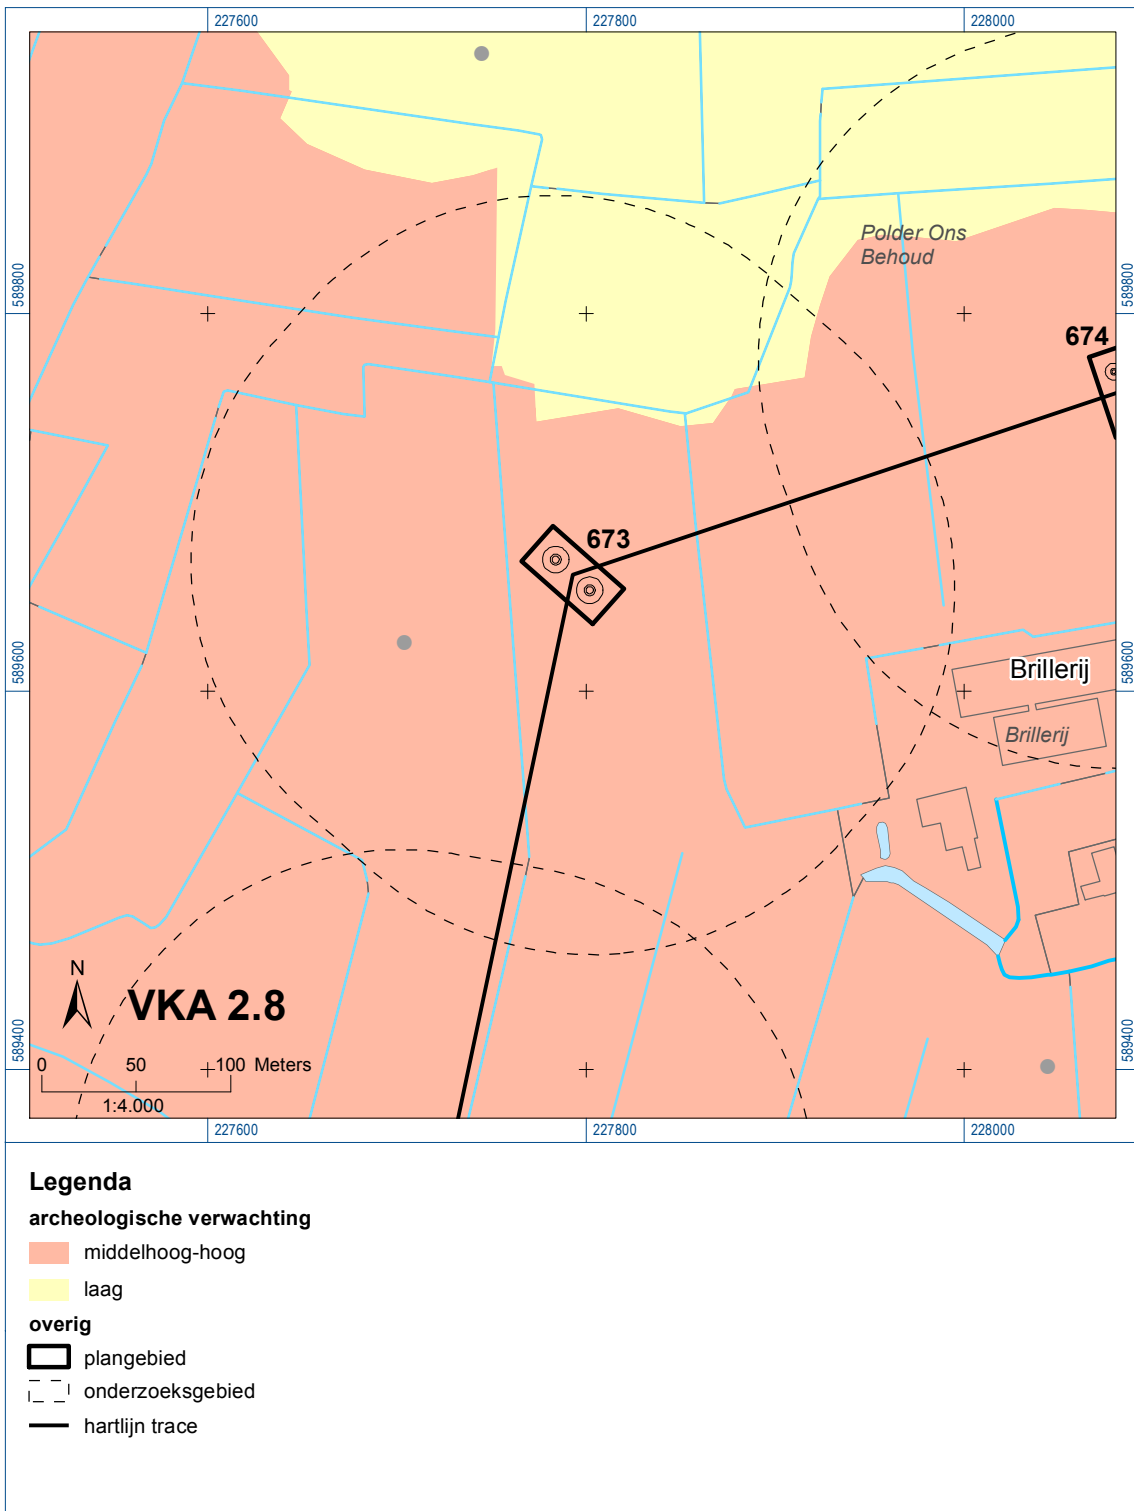 227600
227800
228000
Polder Ons
Behoud
589800
589800
674
673
589600
589600
Brillerij
Brillerij
N
VKA 2.8
589400
589400
0 50 100 Meters
1:4.000
227600
227800
228000
Legenda
archeologische verwachting
middelhoog-hoog
laag
overig
plangebied
onderzoeksgebied
hartlijn trace